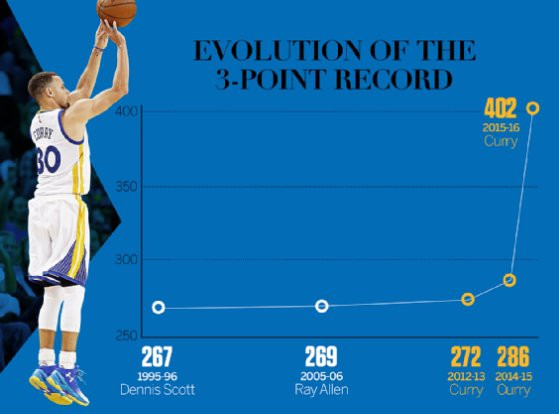 EVOLUTION OF THE
3-POINT RECORD
400
350
300
250
402
2015-16
Curry
CURRY
30
267
1995-96
Dennis Scott
269
2005-06
Ray Allen
272
2012-13
Curry
286
2014-15
Curry